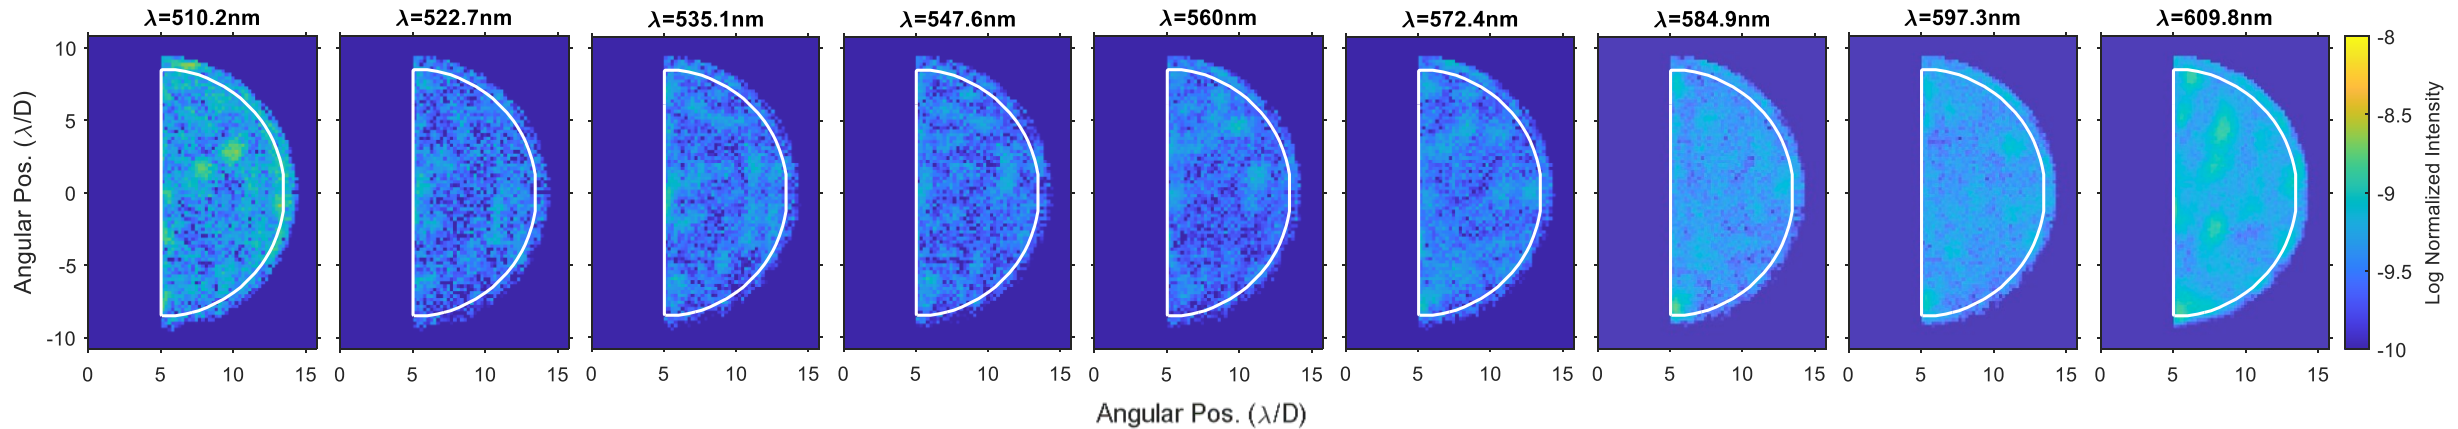 λ=510.2nm λ=522.7nm λ=535.1nm λ=547.6nm λ=560nm λ=572.4nm λ=584.9nm λ=597.3nm λ=609.8nm
10
5
0
-5
-10
Angular Pos. (λ/D)
0 5 10 15 0 5 10 15 0 5 10 15 0 5 10 15 0 5 10 15 0 5 10 15 0 5 10 15 0 5 10 15 0 5 10 15
Angular Pos. (λ/D)
-8
-8.5
-9
-9.5
-10
Log Normalized Intensity